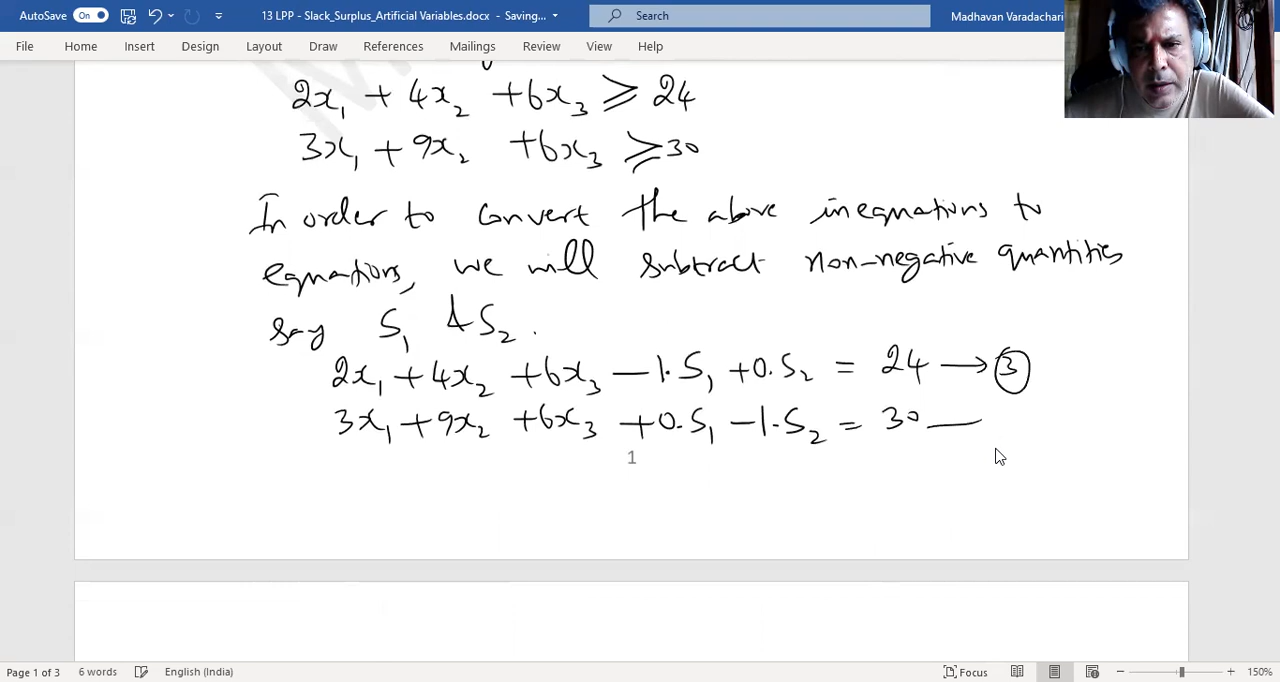 AutoSave On 13 LPP - Slack_Surplus_Artificial Variables.docx - Saving... Search Madhavan Varadachari
File Home Insert Design Layout Draw References Mailings Review View Help
2x₁ + 4x₂ + 6x₃ ≥ 24
3x₁ + 9x₂ + 6x₃ ≥ 30
In order to convert the above inequations to
equations, we will subtract non-negative quantities
say S₁ & S₂.
2x₁ + 4x₂ + 6x₃ − 1.S₁ + 0.S₂ = 24 → ③
3x₁ + 9x₂ + 6x₃ + 0.S₁ − 1.S₂ = 30 —
1
Page 1 of 3 6 words English (India) Focus 150%